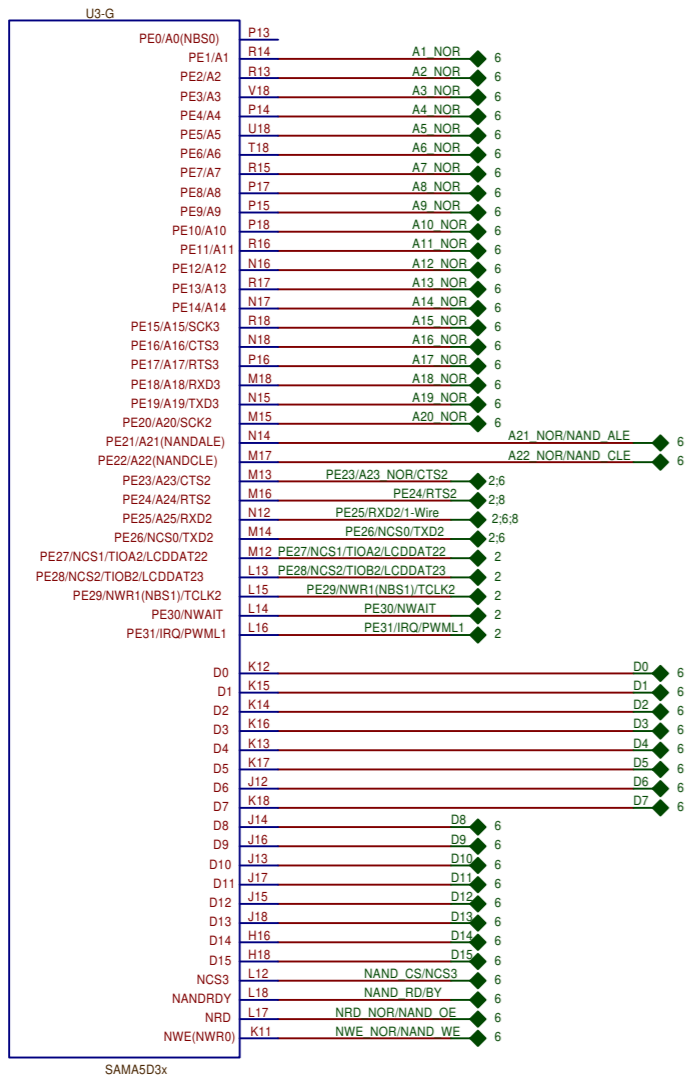 U3-G
PE0/A0(NBS0) P13
PE1/A1 R14 A1_NOR 6
PE2/A2 R13 A2_NOR 6
PE3/A3 V18 A3_NOR 6
PE4/A4 P14 A4_NOR 6
PE5/A5 U18 A5_NOR 6
PE6/A6 T18 A6_NOR 6
PE7/A7 R15 A7_NOR 6
PE8/A8 P17 A8_NOR 6
PE9/A9 P15 A9_NOR 6
PE10/A10 P18 A10_NOR 6
PE11/A11 R16 A11_NOR 6
PE12/A12 N16 A12_NOR 6
PE13/A13 R17 A13_NOR 6
PE14/A14 N17 A14_NOR 6
PE15/A15/SCK3 R18 A15_NOR 6
PE16/A16/CTS3 N18 A16_NOR 6
PE17/A17/RTS3 P16 A17_NOR 6
PE18/A18/RXD3 M18 A18_NOR 6
PE19/A19/TXD3 N15 A19_NOR 6
PE20/A20/SCK2 M15 A20_NOR 6
PE21/A21(NANDALE) N14 A21_NOR/NAND_ALE 6
PE22/A22(NANDCLE) M17 A22_NOR/NAND_CLE 6
PE23/A23/CTS2 M13 PE23/A23_NOR/CTS2 2;6
PE24/A24/RTS2 M16 PE24/RTS2 2;8
PE25/A25/RXD2 N12 PE25/RXD2/1-Wire 2;6;8
PE26/NCS0/TXD2 M14 PE26/NCS0/TXD2 2;6
PE27/NCS1/TIOA2/LCDDAT22 M12 PE27/NCS1/TIOA2/LCDDAT22 2
PE28/NCS2/TIOB2/LCDDAT23 L13 PE28/NCS2/TIOB2/LCDDAT23 2
PE29/NWR1(NBS1)/TCLK2 L15 PE29/NWR1(NBS1)/TCLK2 2
PE30/NWAIT L14 PE30/NWAIT 2
PE31/IRQ/PWML1 L16 PE31/IRQ/PWML1 2
D0 K12 D0 6
D1 K15 D1 6
D2 K14 D2 6
D3 K16 D3 6
D4 K13 D4 6
D5 K17 D5 6
D6 J12 D6 6
D7 K18 D7 6
D8 J14 D8 6
D9 J16 D9 6
D10 J13 D10 6
D11 J17 D11 6
D12 J15 D12 6
D13 J18 D13 6
D14 H16 D14 6
D15 H18 D15 6
NCS3 L12 NAND_CS/NCS3 6
NANDRDY L18 NAND_RD/BY 6
NRD L17 NRD_NOR/NAND_OE 6
NWE(NWR0) K11 NWE_NOR/NAND_WE 6
SAMA5D3x